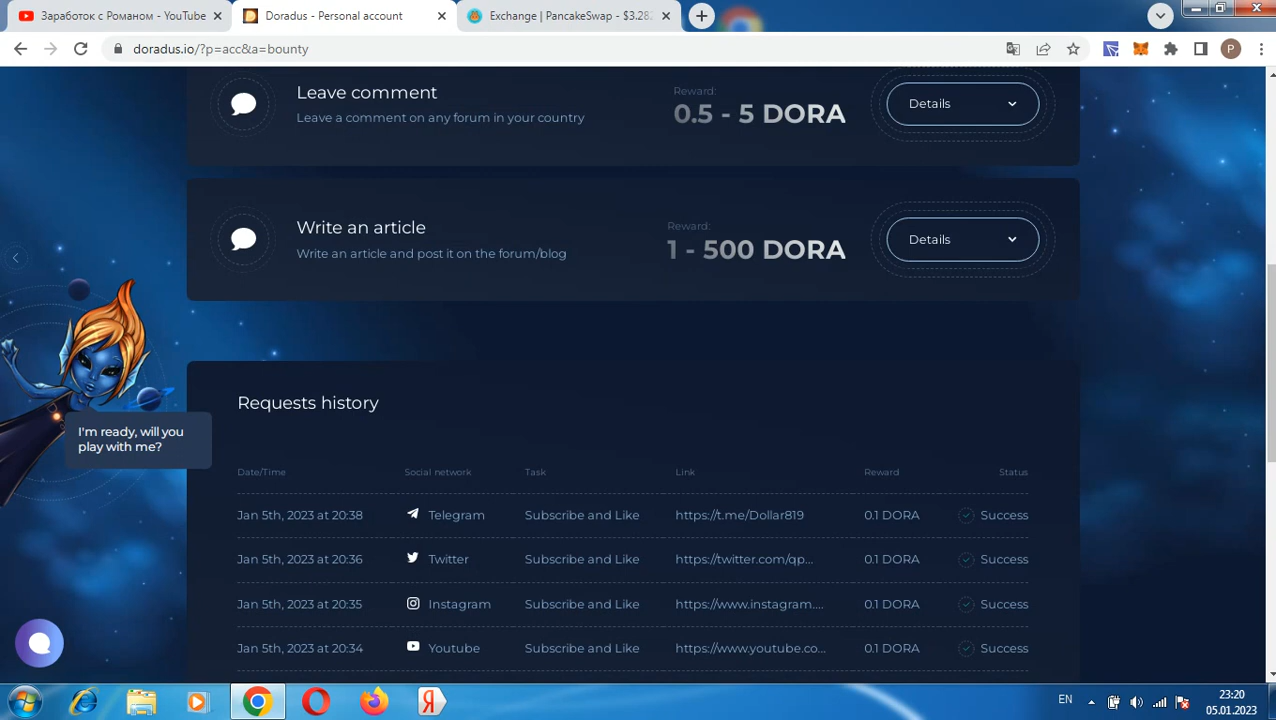 Заработок с Романом - YouTube
Doradus - Personal account
Exchange | PancakeSwap - $3.282
doradus.io/?p=acc&a=bounty
P
Leave comment
Leave a comment on any forum in your country
Reward:
0.5 - 5 DORA
Details
Write an article
Write an article and post it on the forum/blog
Reward:
1 - 500 DORA
Details
I'm ready, will you
play with me?
Requests history
Date/Time Social network Task Link Reward Status
Jan 5th, 2023 at 20:38 Telegram Subscribe and Like https://t.me/Dollar819 0.1 DORA Success
Jan 5th, 2023 at 20:36 Twitter Subscribe and Like https://twitter.com/qp... 0.1 DORA Success
Jan 5th, 2023 at 20:35 Instagram Subscribe and Like https://www.instagram.... 0.1 DORA Success
Jan 5th, 2023 at 20:34 Youtube Subscribe and Like https://www.youtube.co... 0.1 DORA Success
EN
23:20
05.01.2023